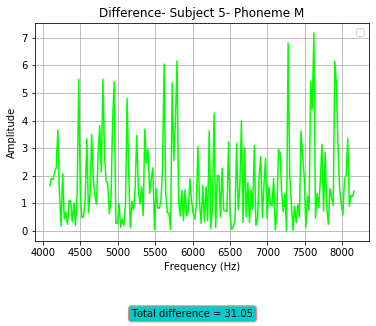 Difference- Subject 5- Phoneme M
Amplitude
7
6
5
4
3
2
1
0
4000 4500 5000 5500 6000 6500 7000 7500 8000
Frequency (Hz)
Total difference = 31.05